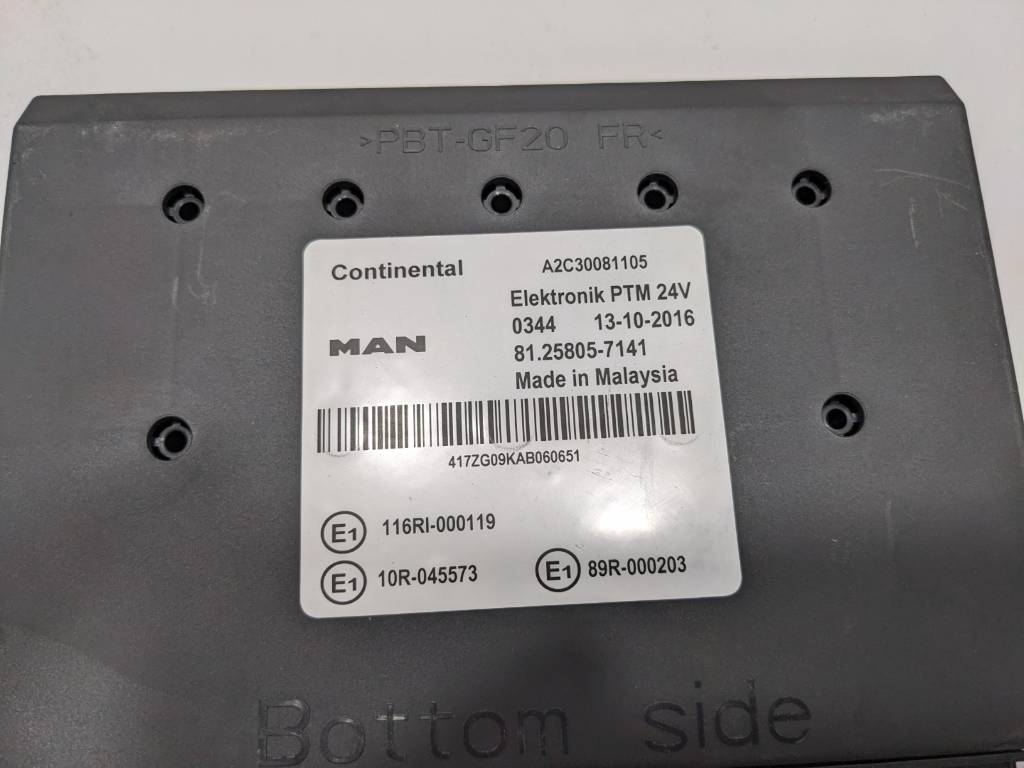 >PBT-GF20 FR<
Continental A2C30081105
Elektronik PTM 24V
0344 13-10-2016
MAN 81.25805-7141
Made in Malaysia
417ZG09KAB060651
E1 116RI-000119
E1 10R-045573 E1 89R-000203
Bottom side